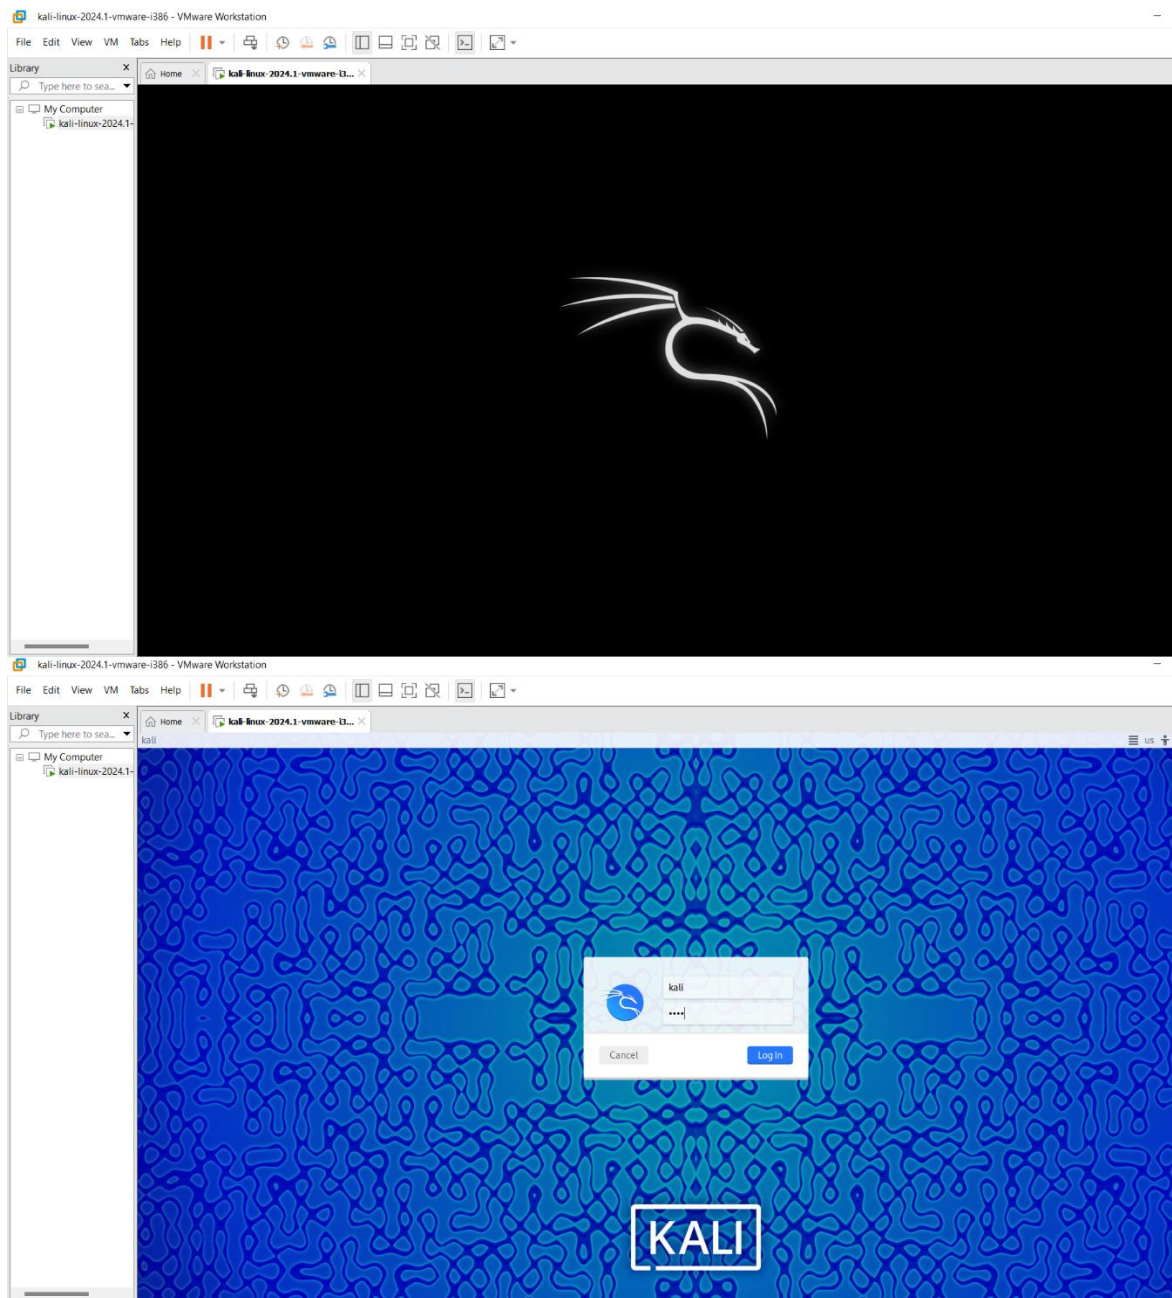 kali-linux-2024.1-vmware-i386 - VMware Workstation
File Edit View VM Tabs Help
Library x
Home
kali-linux-2024.1-vmware-i3...
Type here to sea...
My Computer
kali-linux-2024.1-
kali-linux-2024.1-vmware-i386 - VMware Workstation
File Edit View VM Tabs Help
Library x
Home
kali-linux-2024.1-vmware-i3...
Type here to sea...
kali
us
My Computer
kali-linux-2024.1-
kali
••••
Cancel
Log In
KALI